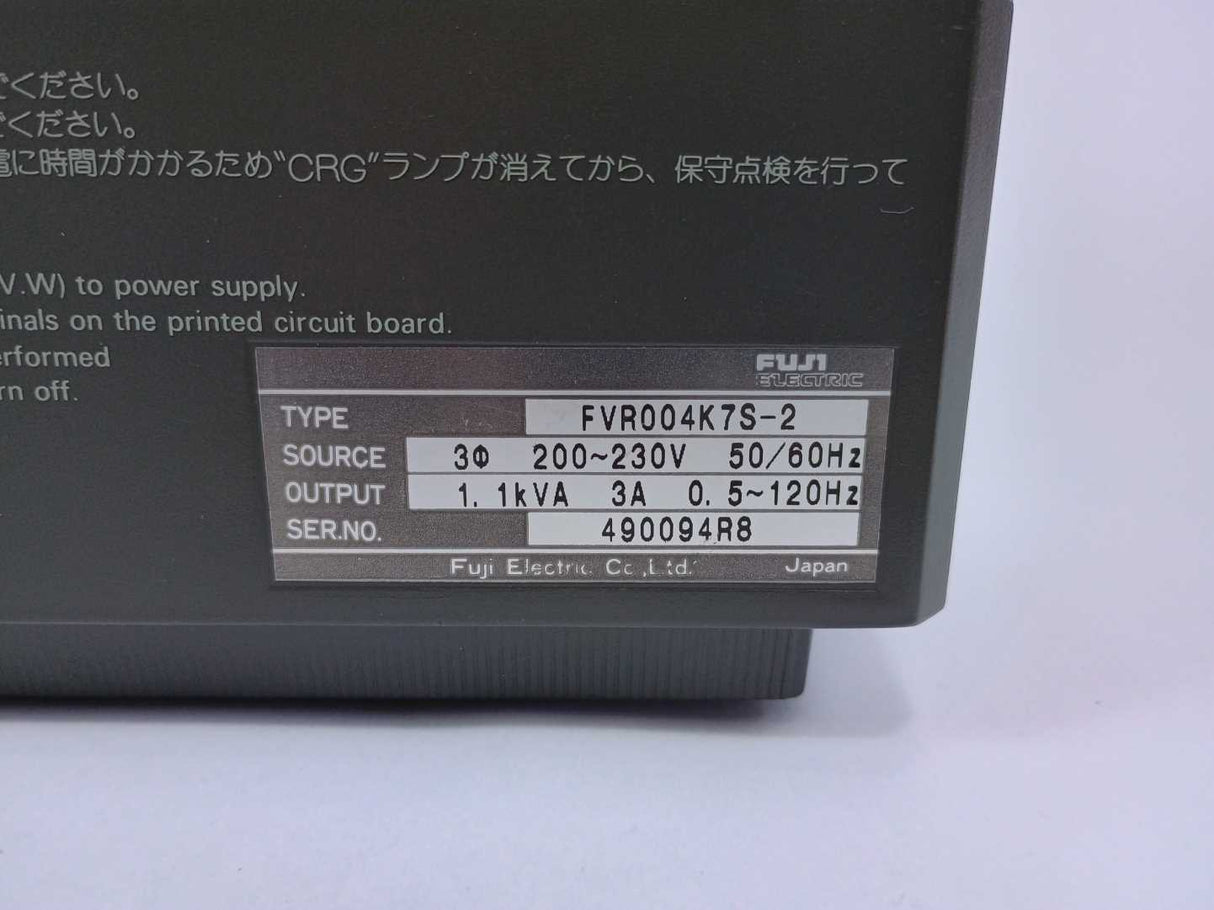 でください。
でください。
電に時間がかかるため"CRG"ランプが消えてから、保守点検を行つて
V.W) to power supply.
inals on the printed circuit board.
erformed
rn off.
FUJI
ELECTRIC
TYPE FVR004K7S-2
SOURCE 3Φ 200~230V 50/60Hz
OUTPUT 1.1kVA 3A 0.5~120Hz
SER.NO. 490094R8
Fuji Electric Co.,Ltd. Japan